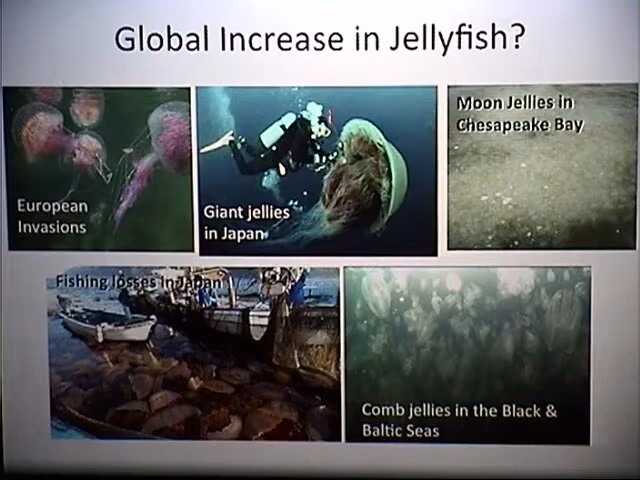 Global Increase in Jellyfish?
European
Invasions
Giant jellies
in Japan
Moon Jellies in
Chesapeake Bay
Fishing losses in Japan
Comb jellies in the Black &
Baltic Seas